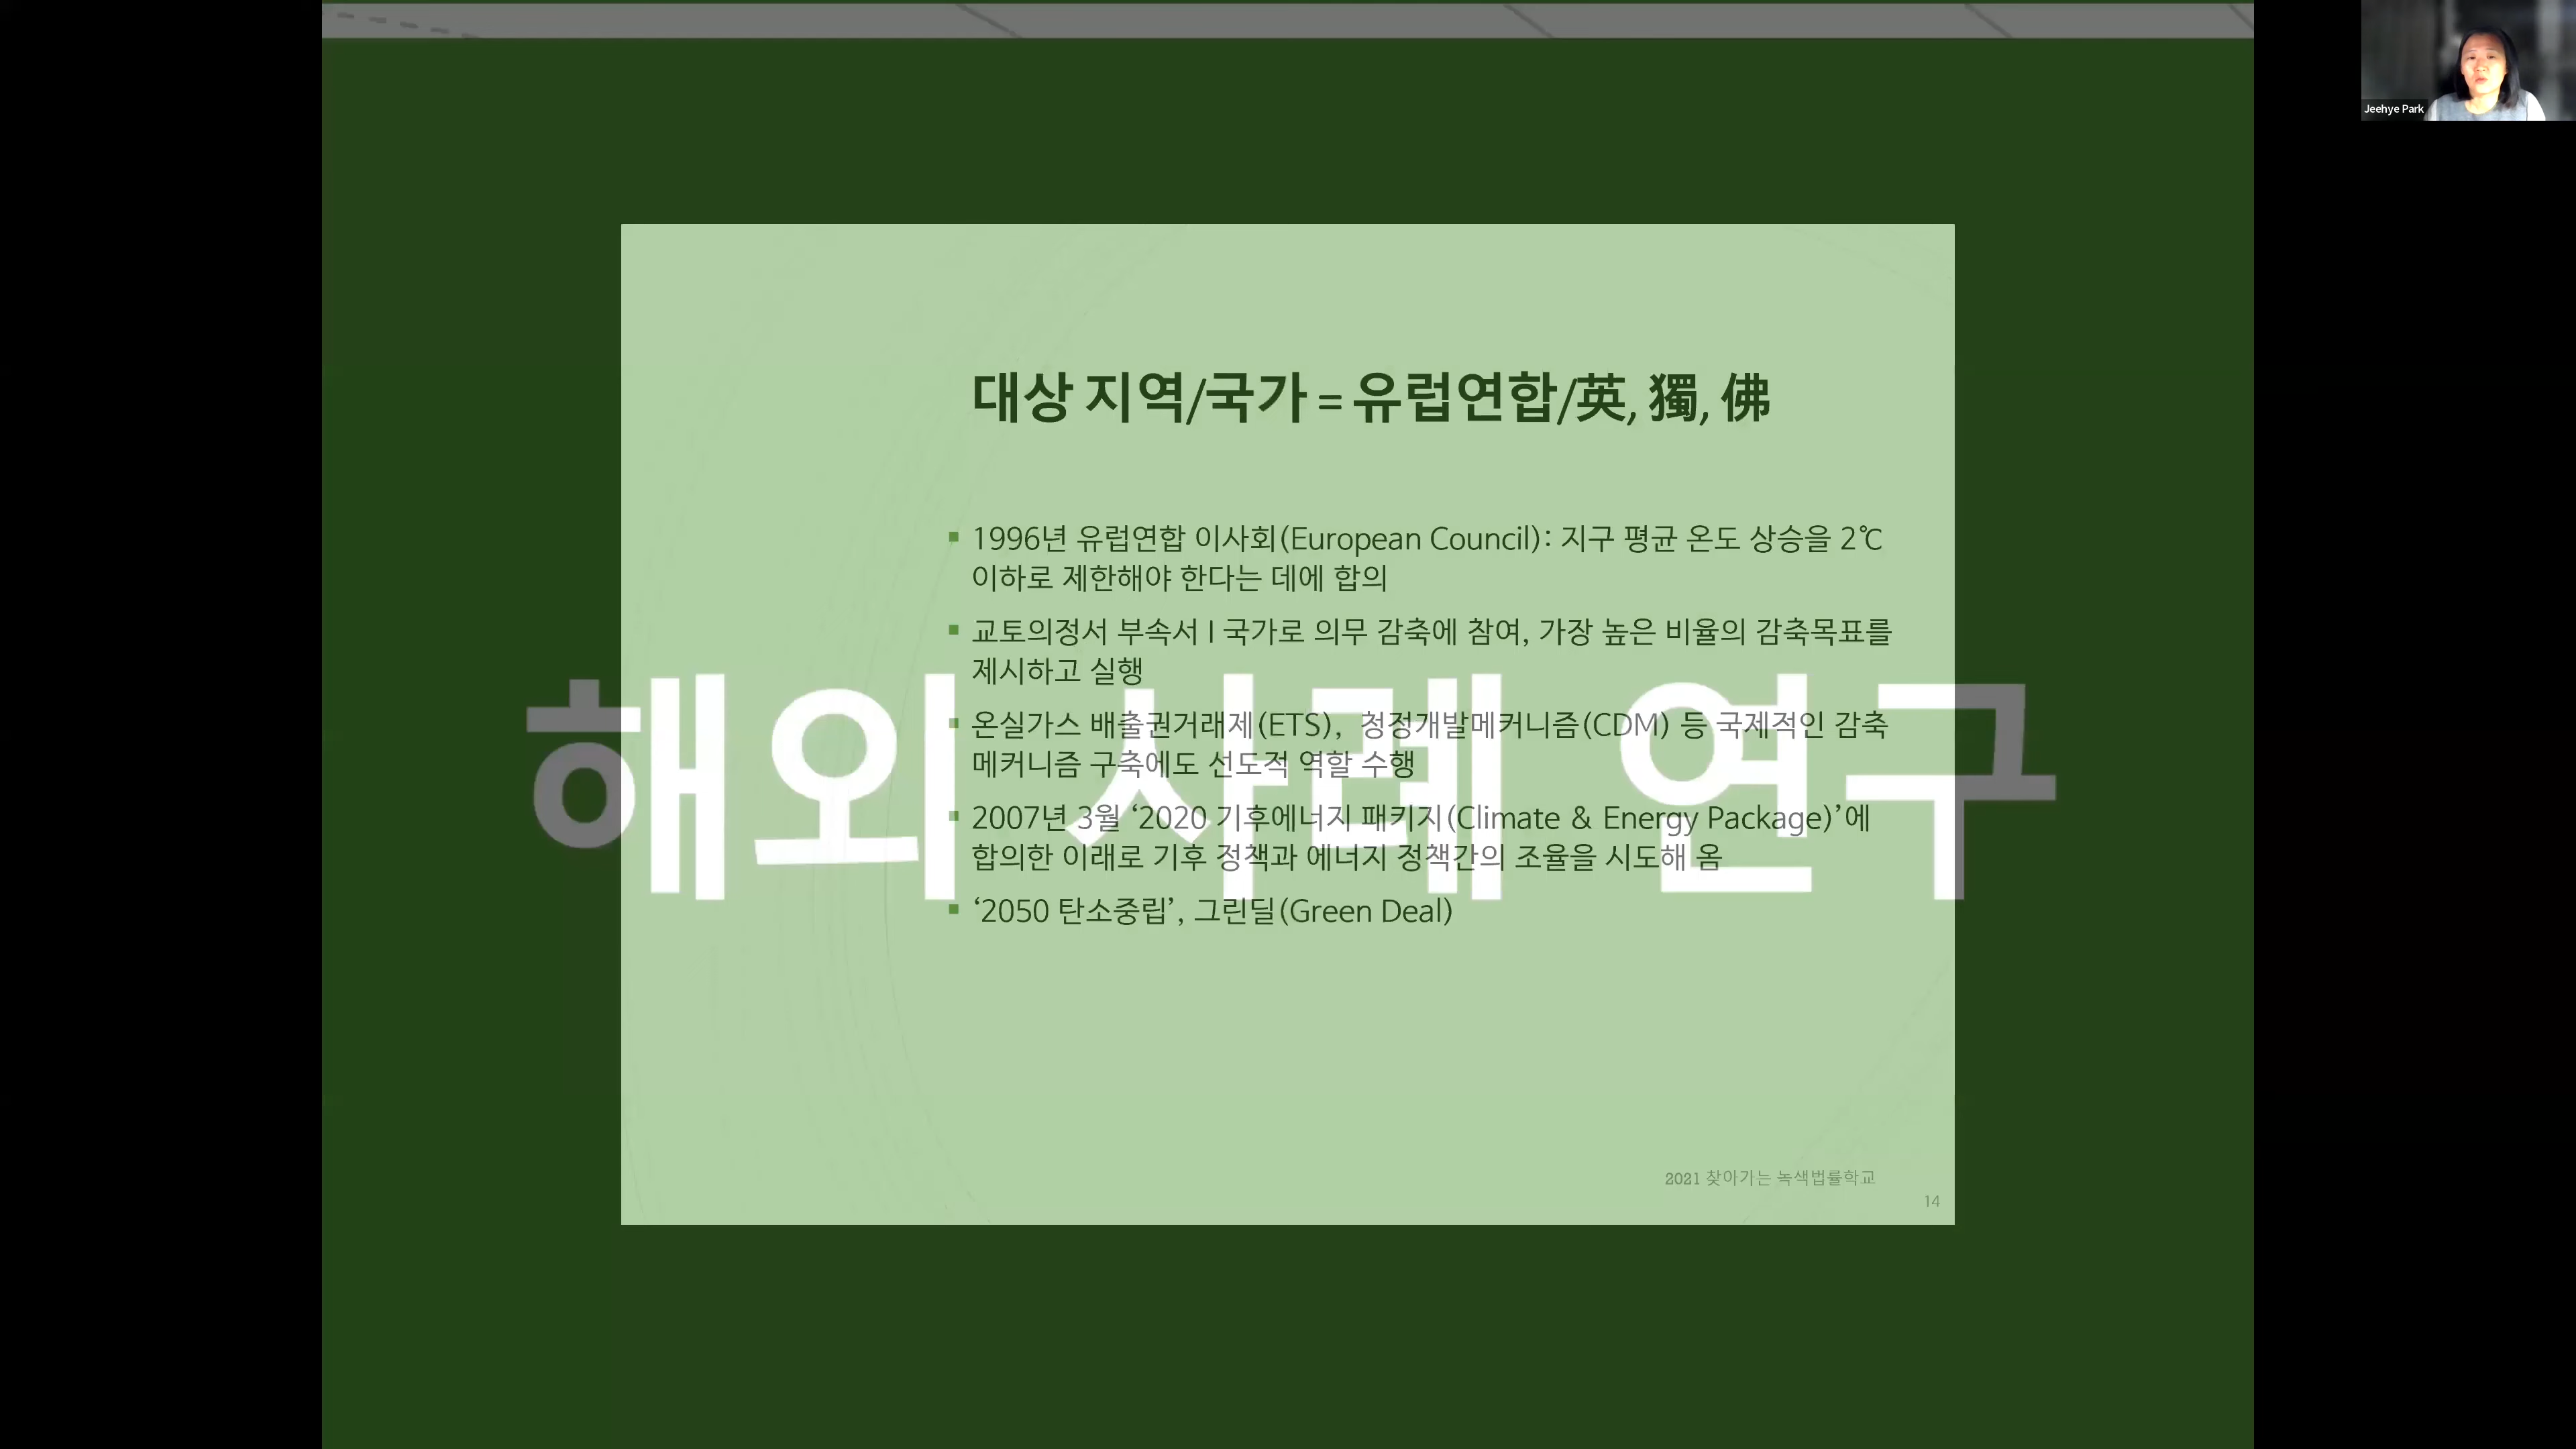 Jeehye Park
대상 지역/국가 = 유럽연합/英, 獨, 佛
1996년 유럽연합 이사회(European Council): 지구 평균 온도 상승을 2℃
이하로 제한해야 한다는 데에 합의
교토의정서 부속서 I 국가로 의무 감축에 참여, 가장 높은 비율의 감축목표를
제시하고 실행
해외 사례 연구
온실가스 배출권거래제(ETS), 청정개발메커니즘(CDM) 등 국제적인 감축
메커니즘 구축에도 선도적 역할 수행
2007년 3월 ‘2020 기후에너지 패키지(Climate & Energy Package)’에
합의한 이래로 기후 정책과 에너지 정책간의 조율을 시도해 옴
‘2050 탄소중립’, 그린딜(Green Deal)
2021 찾아가는 녹색법률학교
14